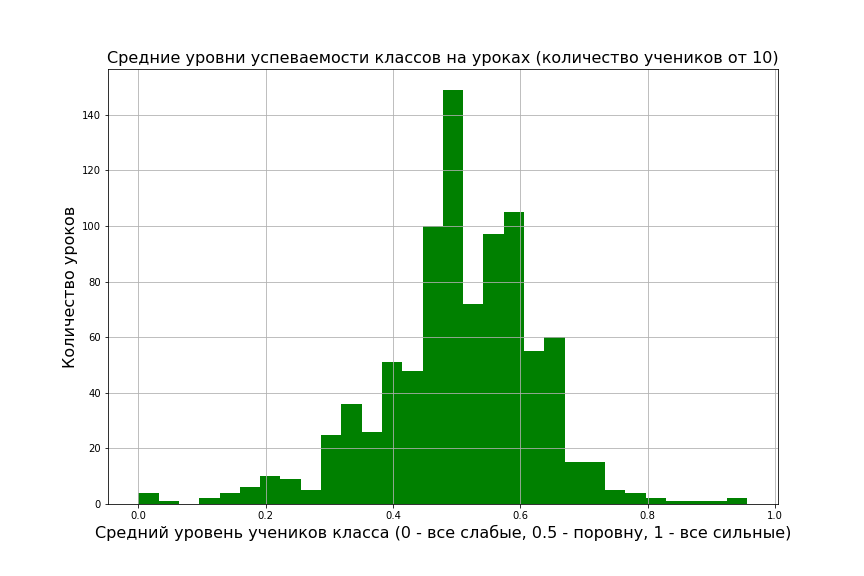 Средние уровни успеваемости классов на уроках (количество учеников от 10)
Количество уроков
140
120
100
80
60
40
20
0
0.0 0.2 0.4 0.6 0.8 1.0
Средний уровень учеников класса (0 - все слабые, 0.5 - поровну, 1 - все сильные)